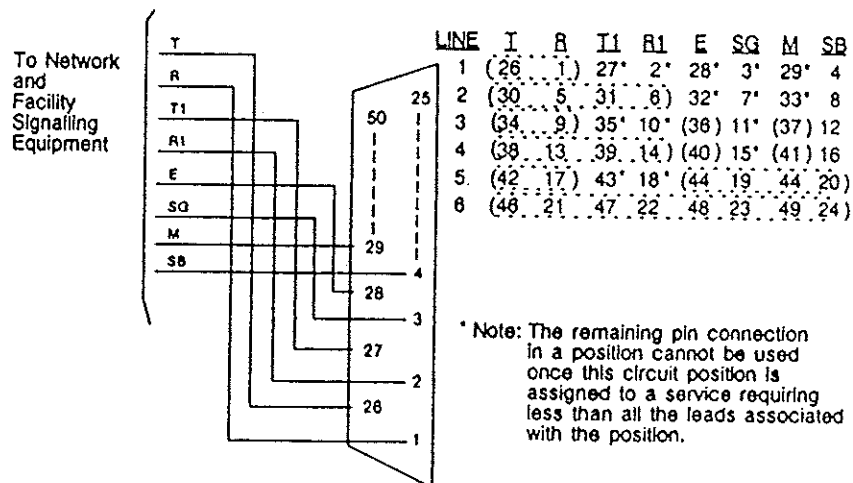 To Network
and
Facility
Signalling
Equipment
T
R
T1
R1
E
SG
M
SB
50
25
29
4
28
3
27
2
26
1
LINE T R T1 R1 E SG M SB
1 (26 1) 27* 2* 28* 3* 29* 4
2 (30 5 31 6) 32* 7* 33* 8
3 (34 9) 35* 10* (36) 11* (37) 12
4 (38 13 39 14) (40) 15* (41) 16
5 (42 17) 43* 18* (44 19 44 20)
6 (46 21 47 22 48 23 49 24)
* Note: The remaining pin connection
in a position cannot be used
once this circuit position is
assigned to a service requiring
less than all the leads associated
with the position.